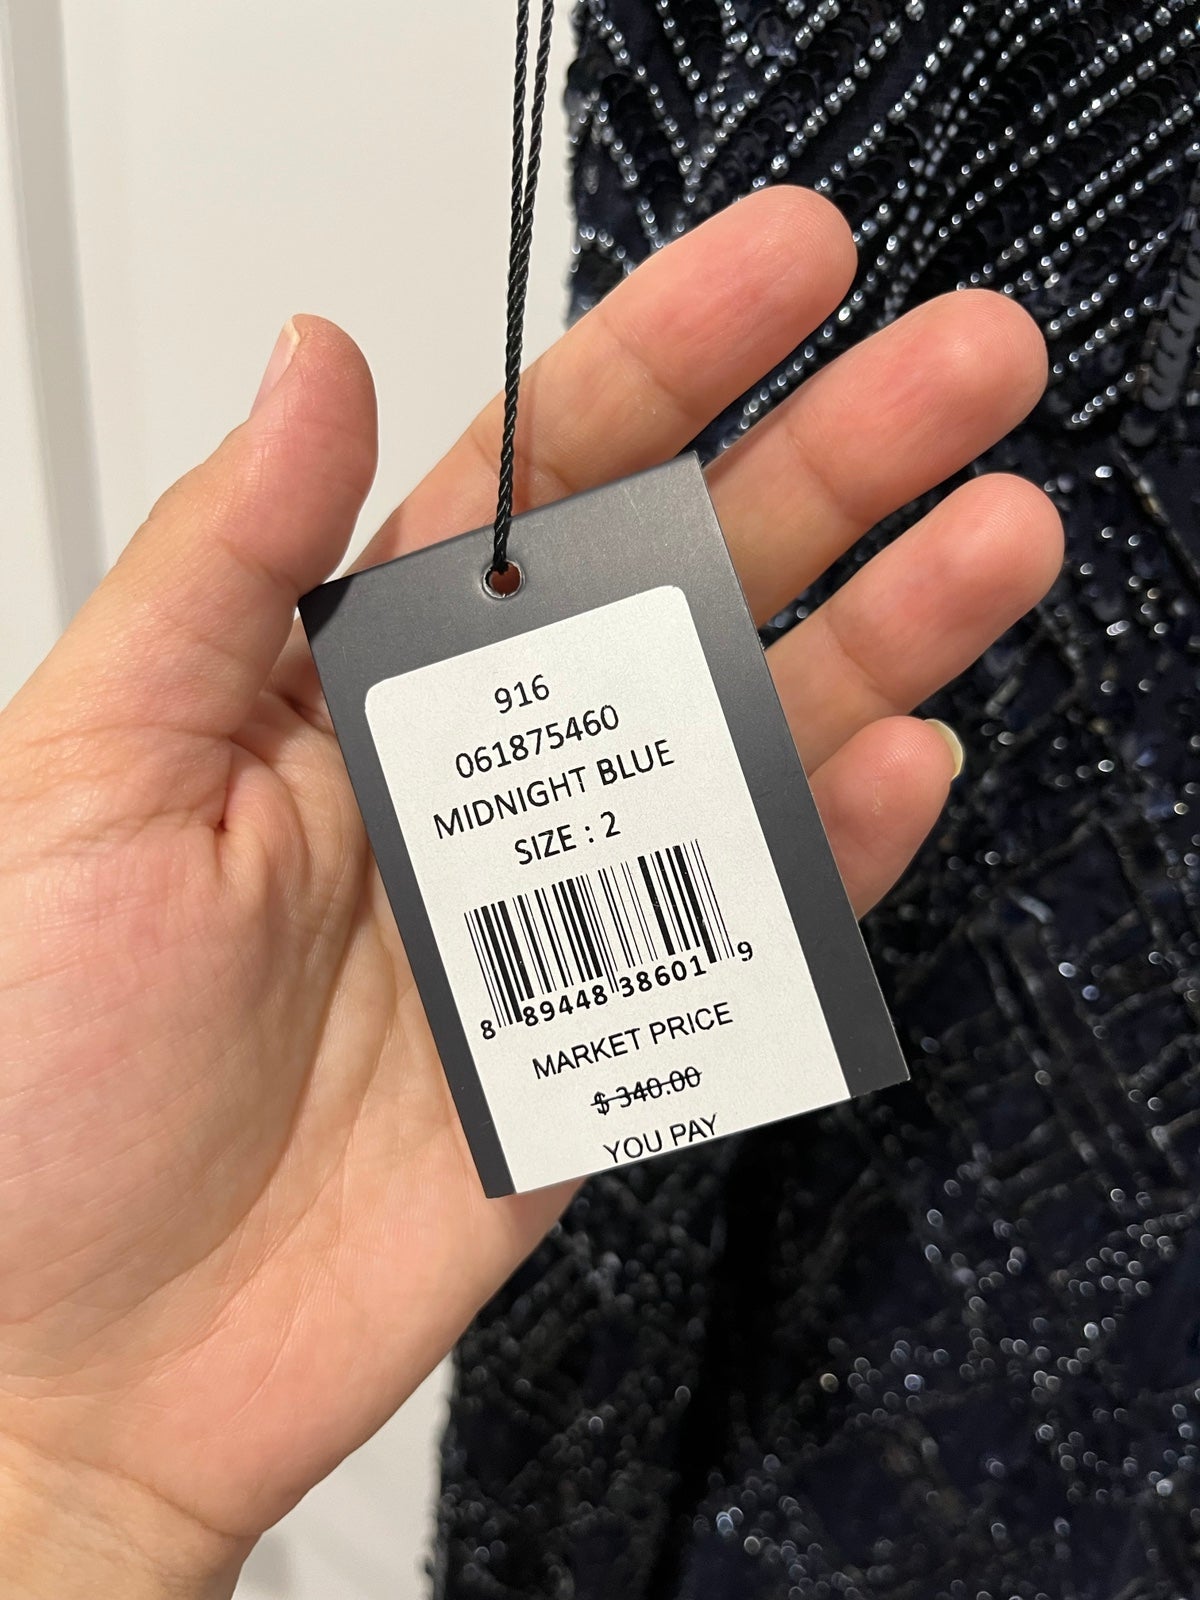 916
061875460
MIDNIGHT BLUE
SIZE : 2
8 89448 38601 9
MARKET PRICE
$ 340.00
YOU PAY